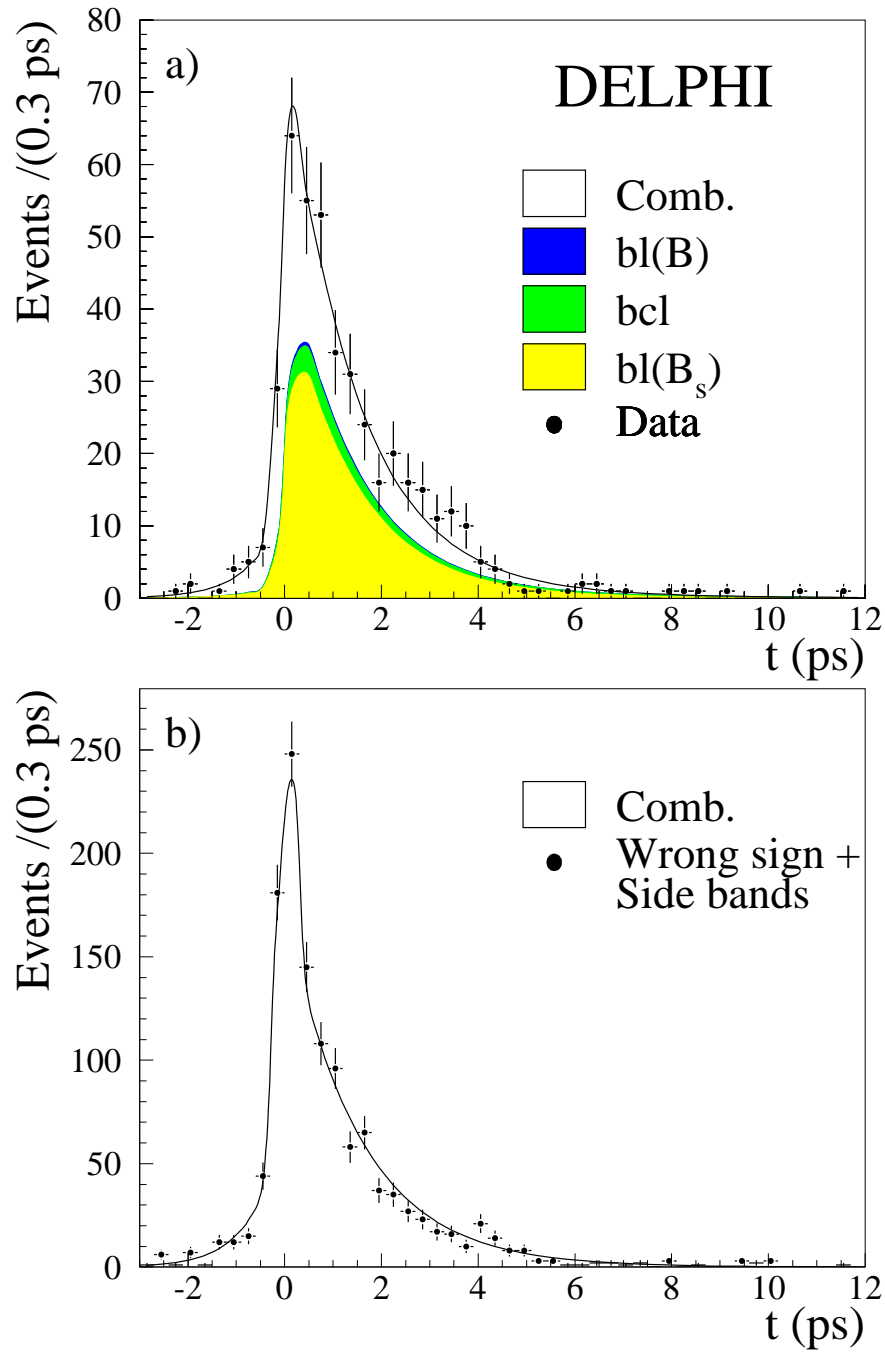 Events /(0.3 ps)
80
70
60
50
40
30
20
10
0
a)
DELPHI
Comb.
bl(B)
bcl
bl(B_s)
Data
-2 0 2 4 6 8 10 12
t (ps)
Events /(0.3 ps)
250
200
150
100
50
0
b)
Comb.
Wrong sign +
Side bands
-2 0 2 4 6 8 10 12
t (ps)